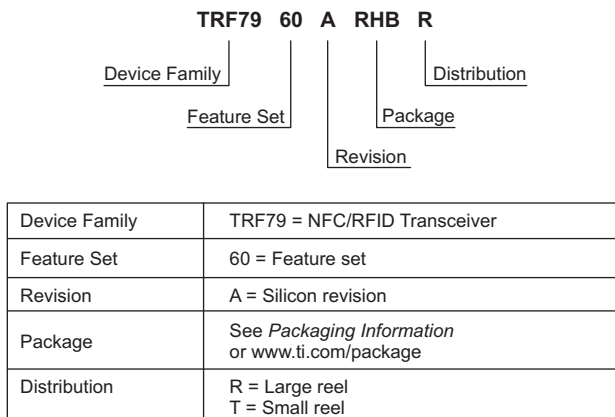 TRF79 60 A RHB R
Device Family
Distribution
Feature Set
Package
Revision
Device Family TRF79 = NFC/RFID Transceiver
Feature Set 60 = Feature set
Revision A = Silicon revision
Package See Packaging Information
or www.ti.com/package
Distribution R = Large reel
T = Small reel